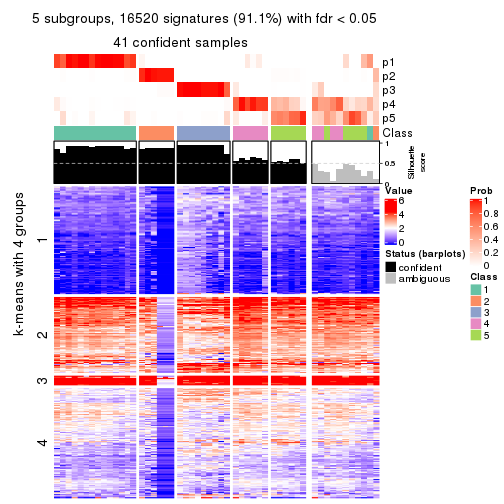 5 subgroups, 16520 signatures (91.1%) with fdr < 0.05
41 confident samples
p1
p2
p3
p4
p5
Class
1
0.5
0
Silhouette
score
k-means with 4 groups
1
2
3
4
Value
6
4
2
0
Status (barplots)
confident
ambiguous
Prob
1
0.8
0.6
0.4
0.2
0
Class
1
2
3
4
5